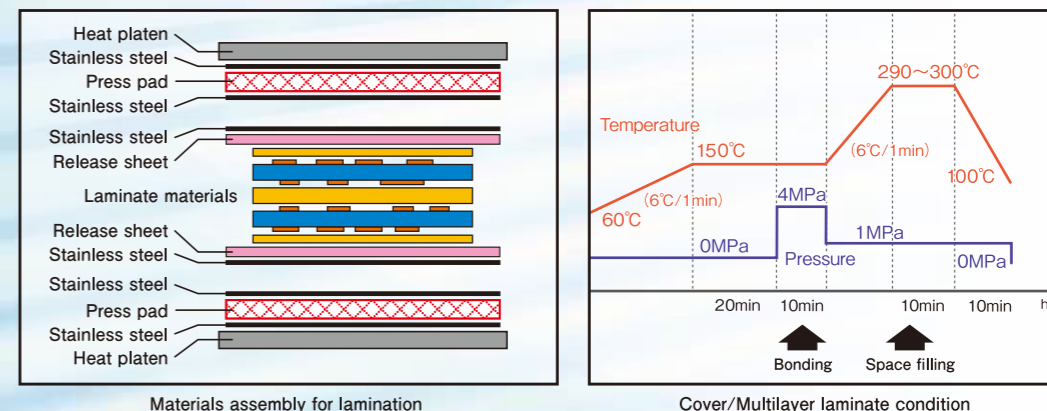 Heat platen
Stainless steel
Press pad
Stainless steel
Stainless steel
Release sheet
Laminate materials
Release sheet
Stainless steel
Stainless steel
Press pad
Stainless steel
Heat platen
Materials assembly for lamination
290～300℃
Temperature
150℃
(6℃/1min)
100℃
(6℃/1min)
4MPa
60℃
1MPa
0MPa
Pressure
0MPa
20min 10min 10min 10min h
Bonding Space filling
Cover/Multilayer laminate condition